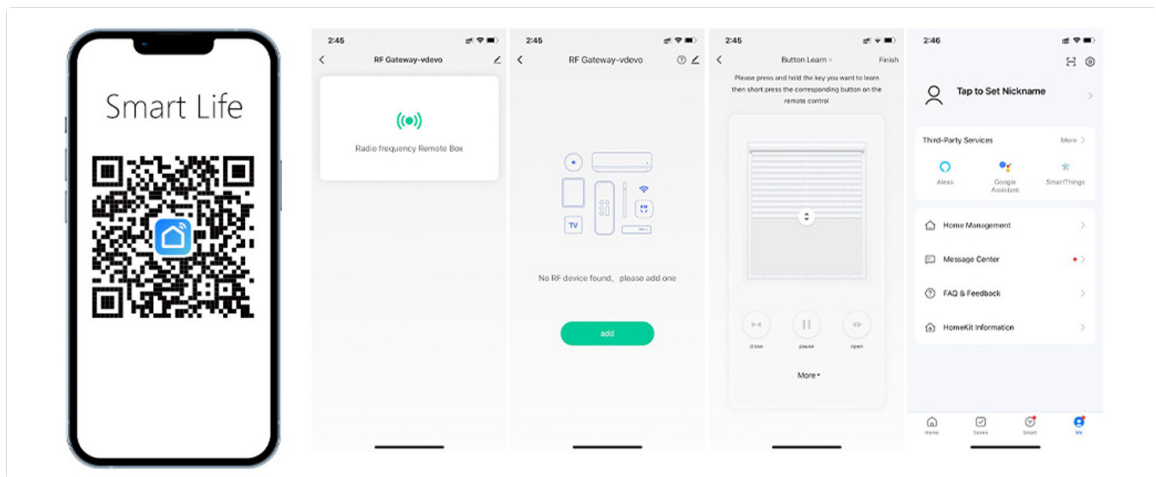 Smart Life
2:45
RF Gateway-vdevo
Radio frequency Remote Box
2:45
RF Gateway-vdevo
TV
No RF device found, please add one
add
2:45
Button Learn
Finish
Please press and hold the key you want to learn
then short press the corresponding button on the
remote control
close
pause
open
More
2:46
Tap to Set Nickname
Third-Party Services
More
Alexa
Google
Assistant
SmartThings
Home Management
Message Center
FAQ & Feedback
HomeKit Information
Home
Scene
Smart
Me